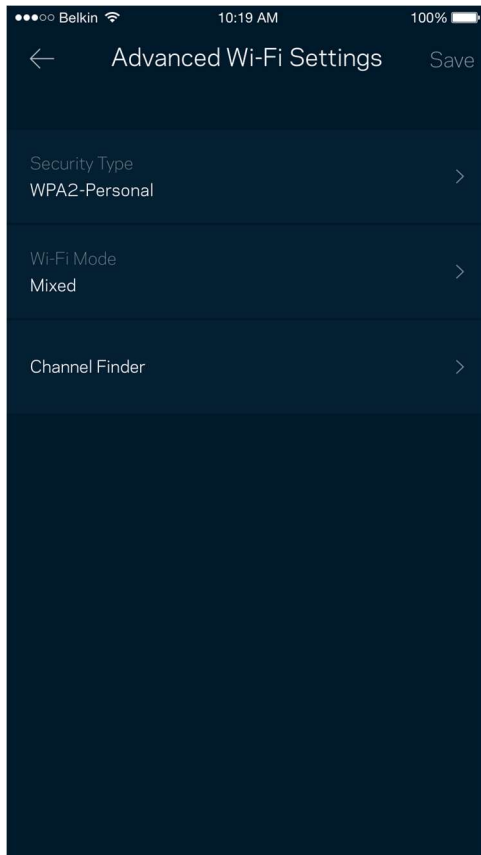 Belkin 10:19 AM 100%
Advanced Wi-Fi Settings Save
Security Type
WPA2-Personal
Wi-Fi Mode
Mixed
Channel Finder